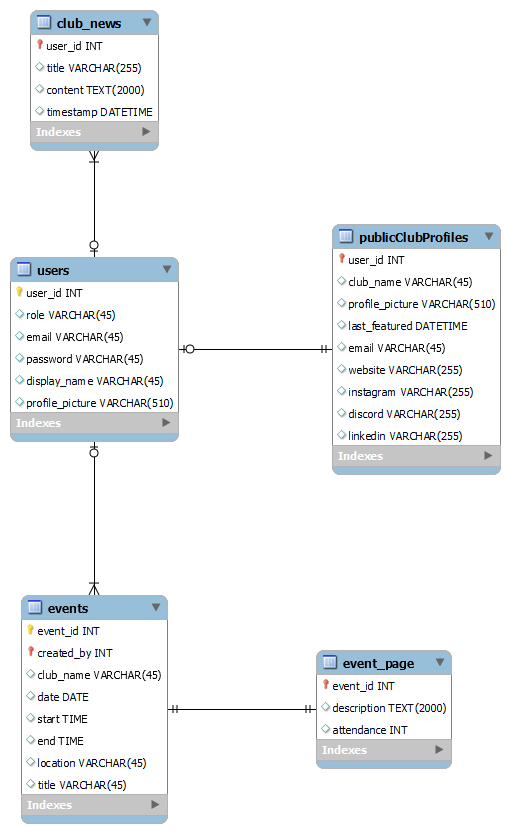 club_news
user_id INT
title VARCHAR(255)
content TEXT(2000)
timestamp DATETIME
Indexes
users
user_id INT
role VARCHAR(45)
email VARCHAR(45)
password VARCHAR(45)
display_name VARCHAR(45)
profile_picture VARCHAR(510)
Indexes
publicClubProfiles
user_id INT
club_name VARCHAR(45)
profile_picture VARCHAR(510)
last_featured DATETIME
email VARCHAR(45)
website VARCHAR(255)
instagram VARCHAR(255)
discord VARCHAR(255)
linkedin VARCHAR(255)
Indexes
events
event_id INT
created_by INT
club_name VARCHAR(45)
date DATE
start TIME
end TIME
location VARCHAR(45)
title VARCHAR(45)
Indexes
event_page
event_id INT
description TEXT(2000)
attendance INT
Indexes